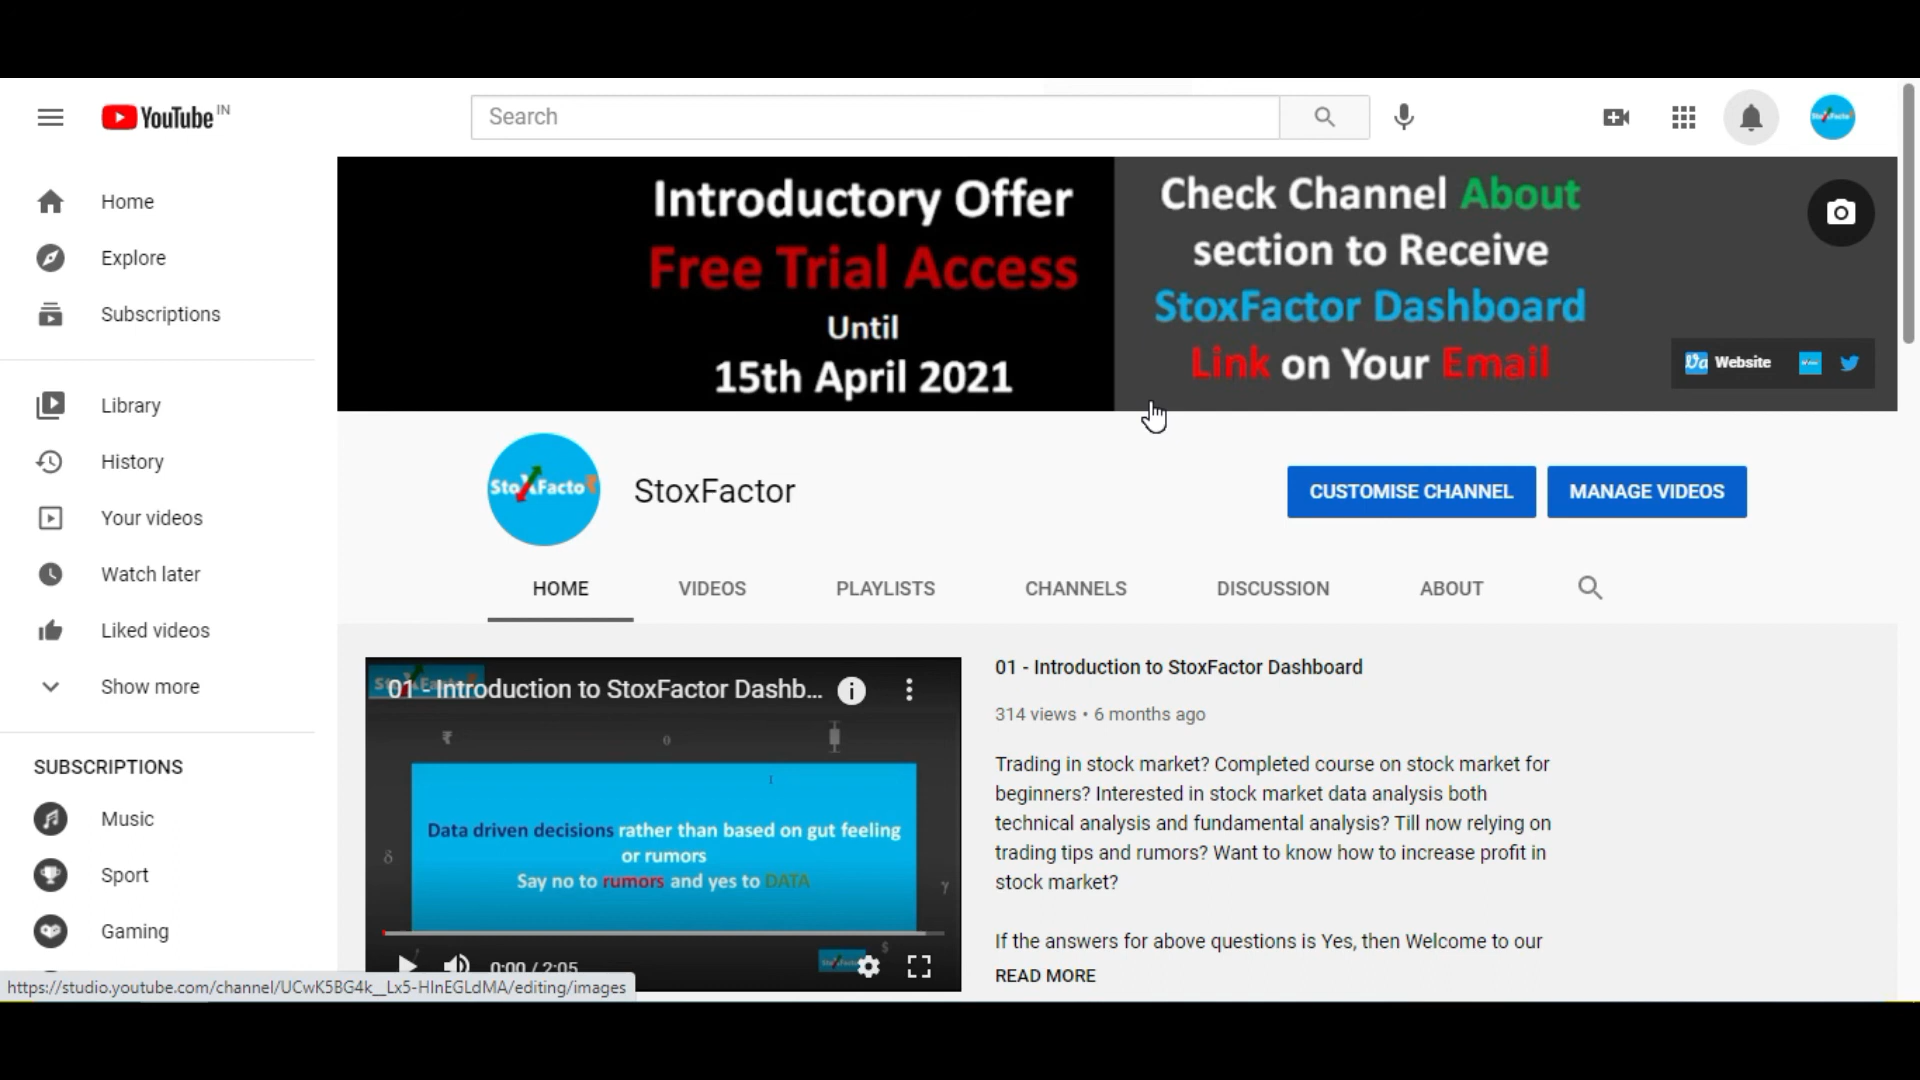 YouTube IN
Search
Home
Explore
Subscriptions
Library
History
Your videos
Watch later
Liked videos
Show more
SUBSCRIPTIONS
Music
Sport
Gaming
Introductory Offer
Free Trial Access
Until
15th April 2021
Check Channel About
section to Receive
StoxFactor Dashboard
Link on Your Email
Website
StoxFactor
CUSTOMISE CHANNEL
MANAGE VIDEOS
HOME
VIDEOS
PLAYLISTS
CHANNELS
DISCUSSION
ABOUT
01 - Introduction to StoxFactor Dashb...
₹
0
δ
γ
$
Data driven decisions rather than based on gut feeling
or rumors
Say no to rumors and yes to DATA
0:00 / 2:05
01 - Introduction to StoxFactor Dashboard
314 views • 6 months ago
Trading in stock market? Completed course on stock market for
beginners? Interested in stock market data analysis both
technical analysis and fundamental analysis? Till now relying on
trading tips and rumors? Want to know how to increase profit in
stock market?
If the answers for above questions is Yes, then Welcome to our
READ MORE
https://studio.youtube.com/channel/UCwK5BG4k__Lx5-HInEGLdMA/editing/images